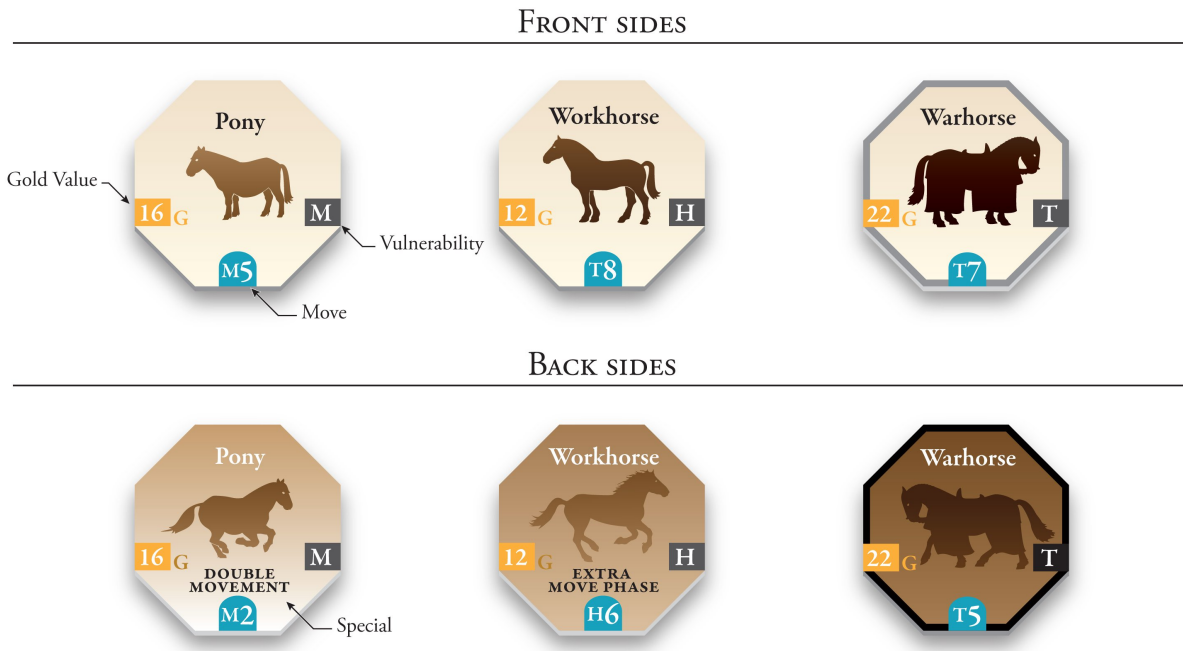 Front sides
Pony
Workhorse
Warhorse
Gold Value
16 G
M
12 G
H
22 G
T
Vulnerability
M5
T8
T7
Move
Back sides
Pony
Workhorse
Warhorse
16 G
M
12 G
H
22 G
T
DOUBLE
MOVEMENT
EXTRA
MOVE PHASE
M2
H6
T5
Special